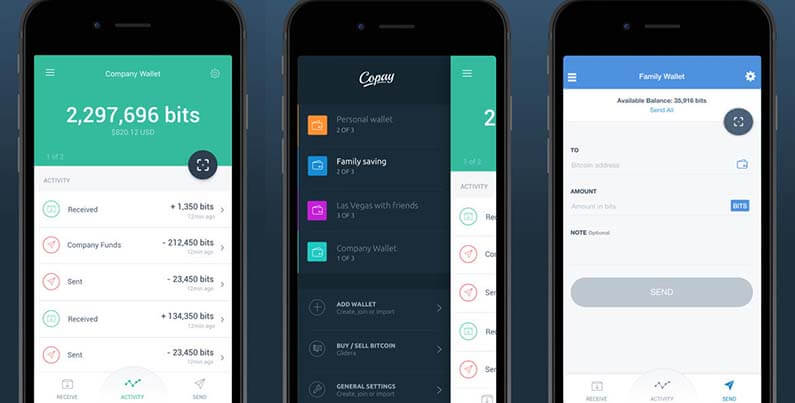 Company Wallet
2,297,696 bits
$820.12 USD
1 of 2
ACTIVITY
Received
+ 1,350 bits
12min ago
Company Funds
- 212,450 bits
12min ago
Sent
- 23,450 bits
12min ago
Received
+ 134,350 bits
12min ago
Sent
- 23,450 bits
RECEIVE
ACTIVITY
SEND
Copay
Personal wallet
2 OF 3
Family saving
2 OF 3
Las Vegas with friends
3 OF 3
Company Wallet
1 OF 3
ADD WALLET
Create, join or import
BUY / SELL BITCOIN
Glidera
GENERAL SETTINGS
2
1 of 2
ACTIVITY
Rec
Co
Ser
Rec
Ser
RECEIVE
Family Wallet
Available Balance: 35,916 bits
Send All
TO
Bitcoin address
AMOUNT
Amount in bits
BITS
NOTE Optional
SEND
RECEIVE
ACTIVITY
SEND